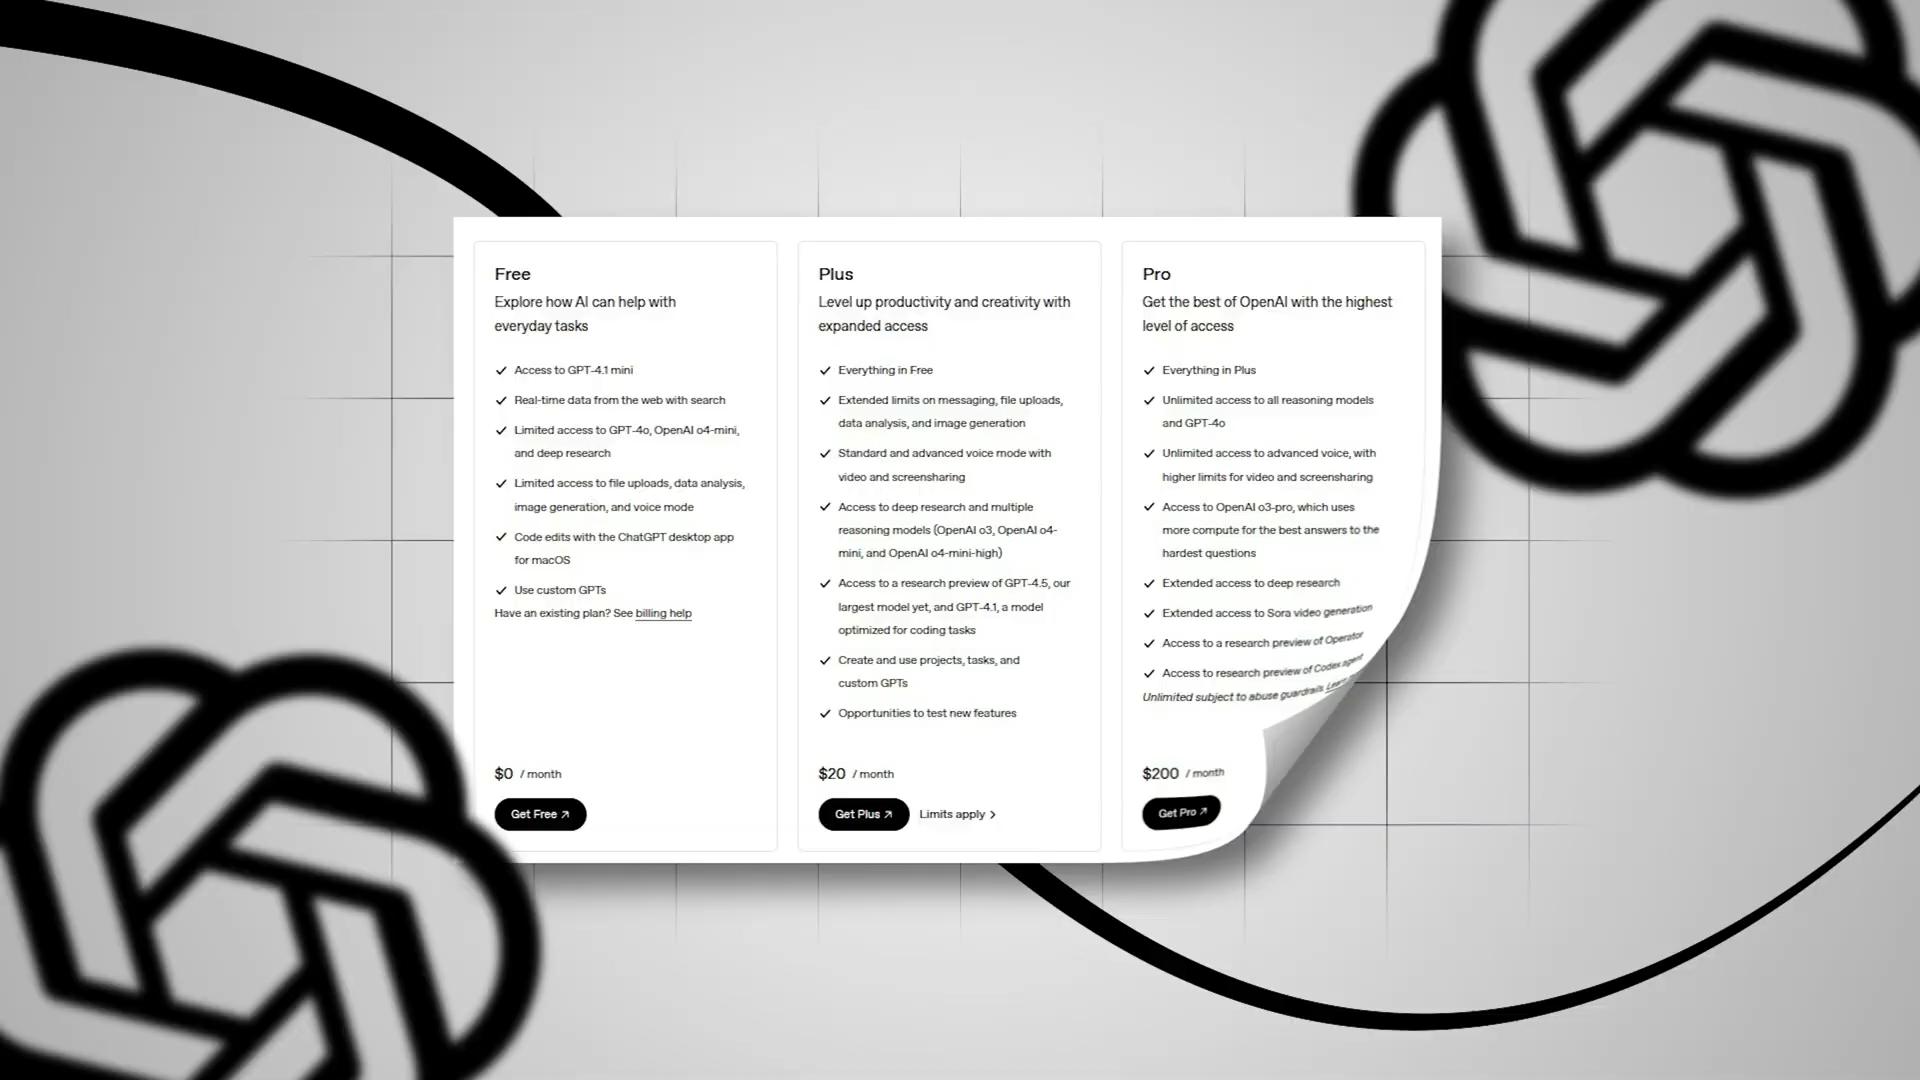 Free
Explore how AI can help with
everyday tasks
Access to GPT-4.1 mini
Real-time data from the web with search
Limited access to GPT-4o, OpenAI o4-mini,
and deep research
Limited access to file uploads, data analysis,
image generation, and voice mode
Code edits with the ChatGPT desktop app
for macOS
Use custom GPTs
Have an existing plan? See billing help
$0 / month
Get Free ↗
Plus
Level up productivity and creativity with
expanded access
Everything in Free
Extended limits on messaging, file uploads,
data analysis, and image generation
Standard and advanced voice mode with
video and screensharing
Access to deep research and multiple
reasoning models (OpenAI o3, OpenAI o4-
mini, and OpenAI o4-mini-high)
Access to a research preview of GPT-4.5, our
largest model yet, and GPT-4.1, a model
optimized for coding tasks
Create and use projects, tasks, and
custom GPTs
Opportunities to test new features
$20 / month
Get Plus ↗ Limits apply >
Pro
Get the best of OpenAI with the highest
level of access
Everything in Plus
Unlimited access to all reasoning models
and GPT-4o
Unlimited access to advanced voice, with
higher limits for video and screensharing
Access to OpenAI o3-pro, which uses
more compute for the best answers to the
hardest questions
Extended access to deep research
Extended access to Sora video generation
Access to a research preview of Operator
Access to research preview of Codex agent
Unlimited subject to abuse guardrails.
$200 / month
Get Pro ↗